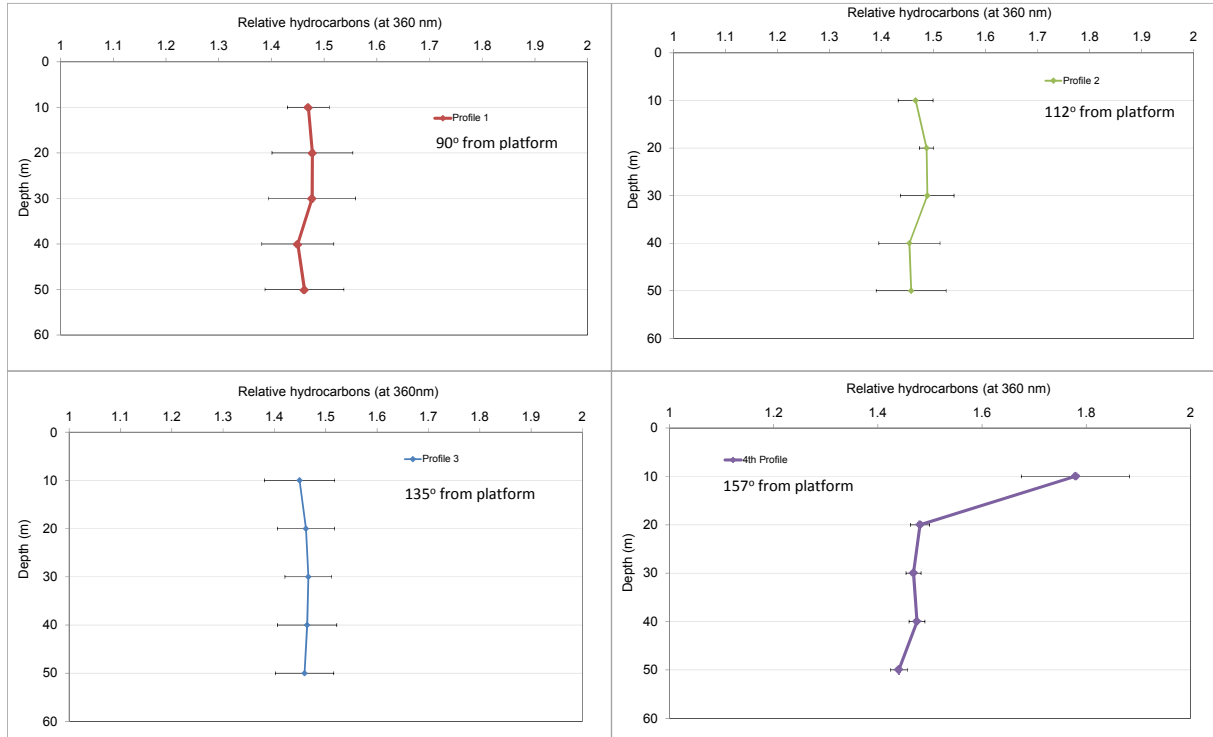 Relative hydrocarbons (at 360 nm)
1 1.1 1.2 1.3 1.4 1.5 1.6 1.7 1.8 1.9 2
0
10
20
30
40
50
60
Depth (m)
Profile 1
90o from platform
Relative hydrocarbons (at 360 nm)
1 1.1 1.2 1.3 1.4 1.5 1.6 1.7 1.8 1.9 2
0
10
20
30
40
50
60
Depth (m)
Profile 2
112o from platform
Relative hydrocarbons (at 360nm)
1 1.1 1.2 1.3 1.4 1.5 1.6 1.7 1.8 1.9 2
0
10
20
30
40
50
60
Depth (m)
Profile 3
135o from platform
Relative hydrocarbons (at 360 nm)
1 1.2 1.4 1.6 1.8 2
0
10
20
30
40
50
60
Depth (m)
4th Profile
157o from platform